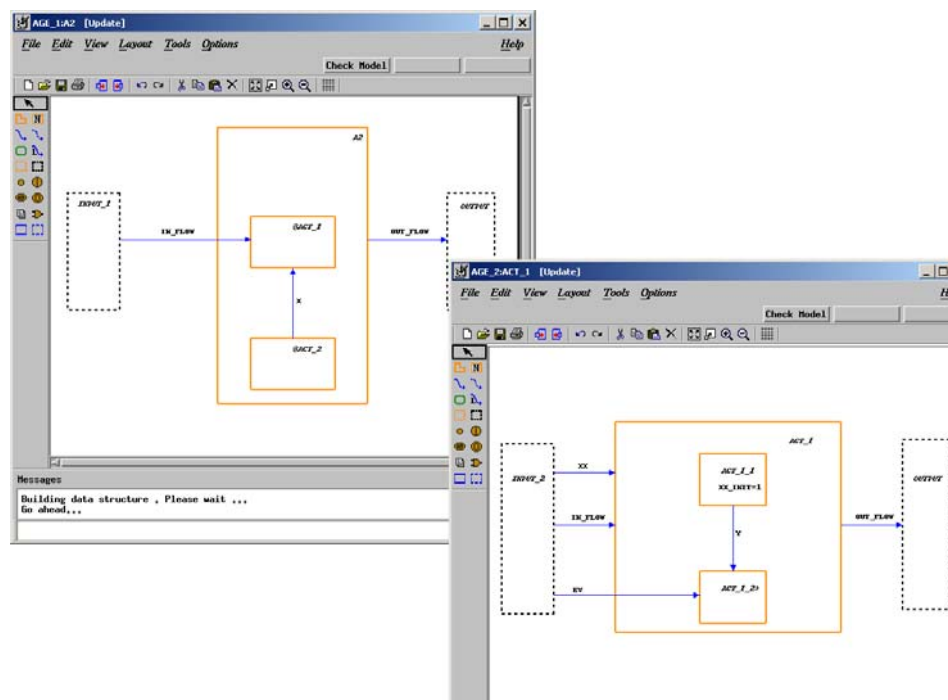 AGE_1:A2 [Update]
File Edit View Layout Tools Options Help
Check Model
A2
INPUT_1
OUTPUT
@ACT_1
IN_FLOW
OUT_FLOW
X
@ACT_2
Messages
Building data structure , Please wait ...
Go ahead...
AGE_2:ACT_1 [Update]
File Edit View Layout Tools Options H
Check Model
N
N
ACT_1
XX
INPUT_2
ACT_1_1
OUTPUT
XX_INIT=1
IN_FLOW
OUT_FLOW
Y
EV
ACT_1_2>